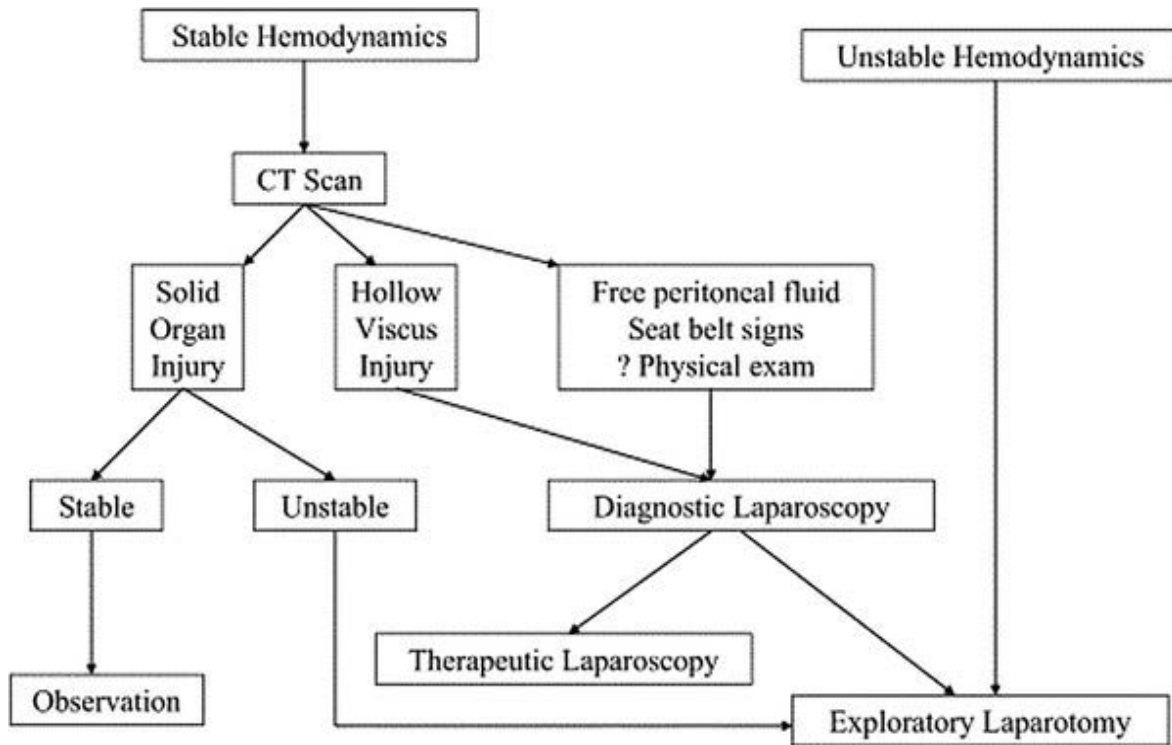 Stable Hemodynamics
Unstable Hemodynamics
CT Scan
Solid
Organ
Injury
Hollow
Viscus
Injury
Free peritoneal fluid
Seat belt signs
? Physical exam
Stable
Unstable
Diagnostic Laparoscopy
Therapeutic Laparoscopy
Observation
Exploratory Laparotomy